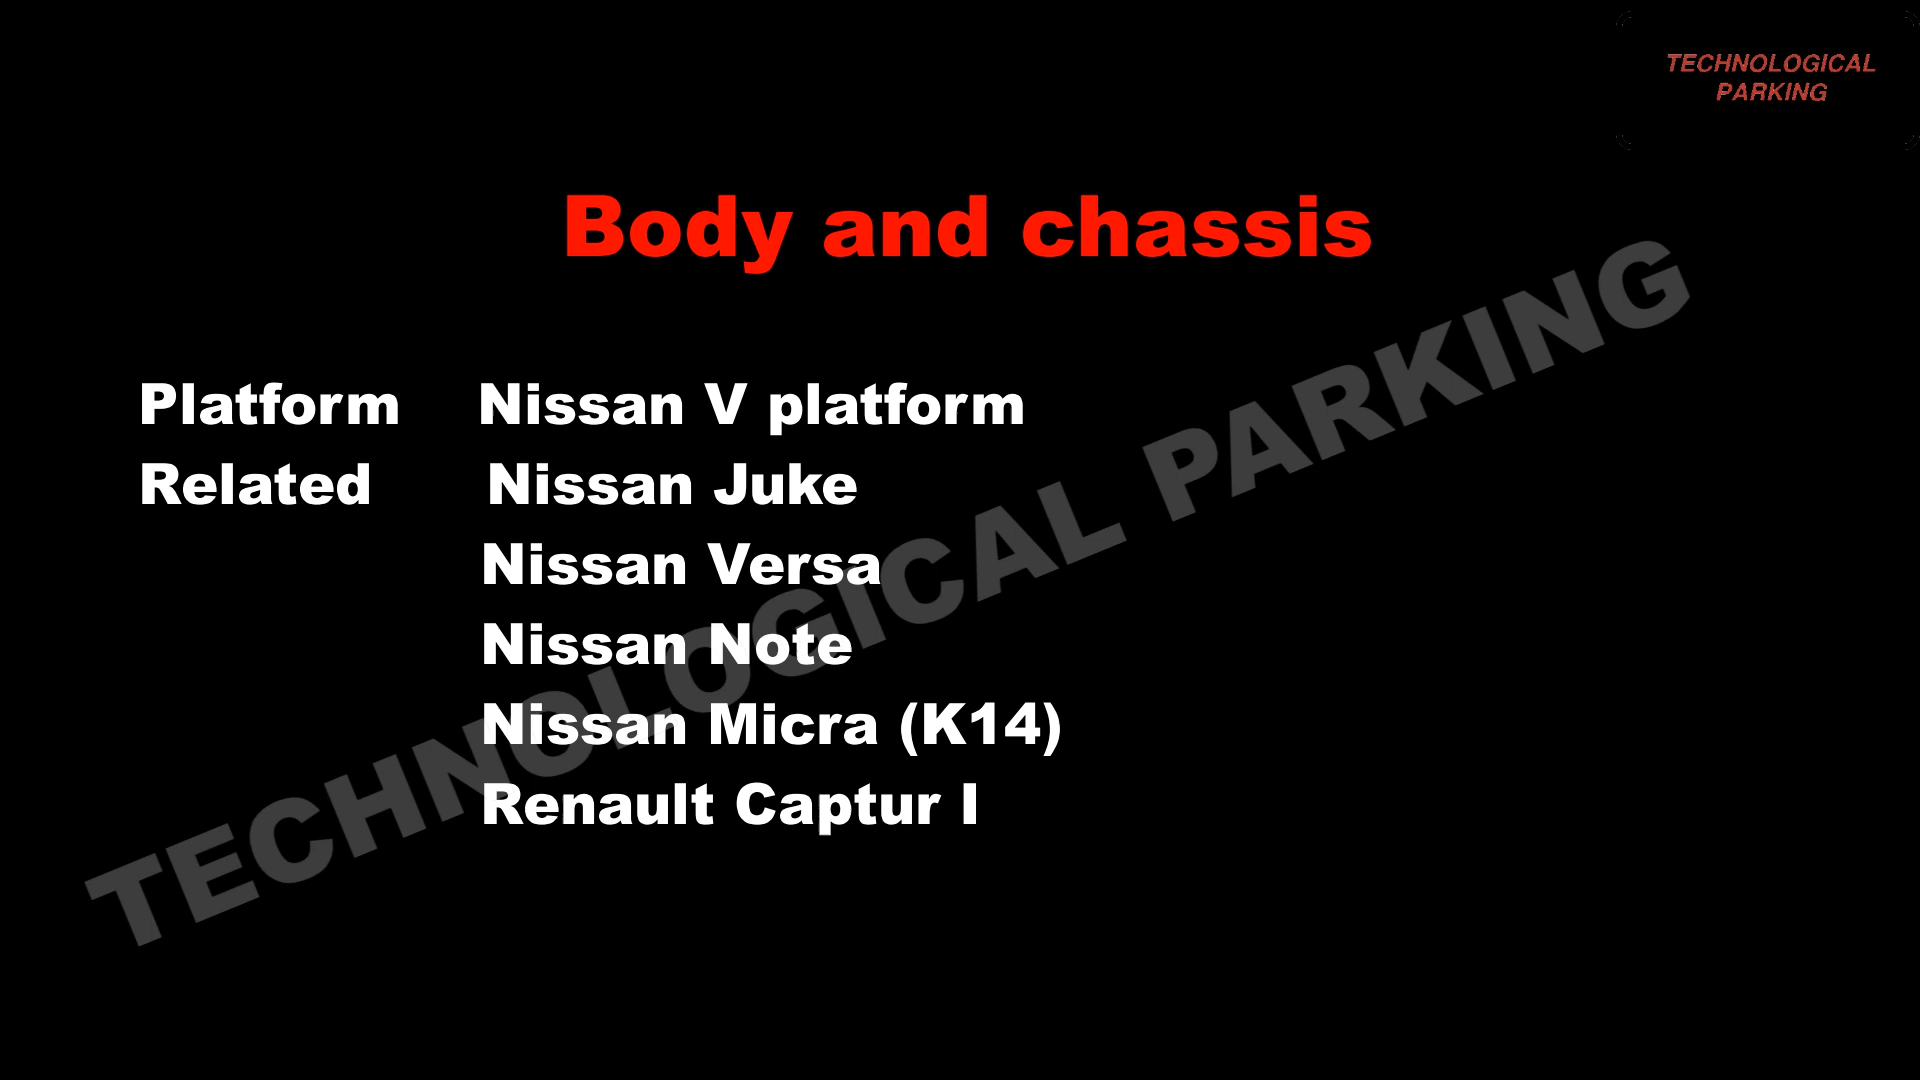 TECHNOLOGICAL
PARKING
Body and chassis
Platform Nissan V platform
Related Nissan Juke
Nissan Versa
Nissan Note
Nissan Micra (K14)
Renault Captur I
TECHNOLOGICAL PARKING